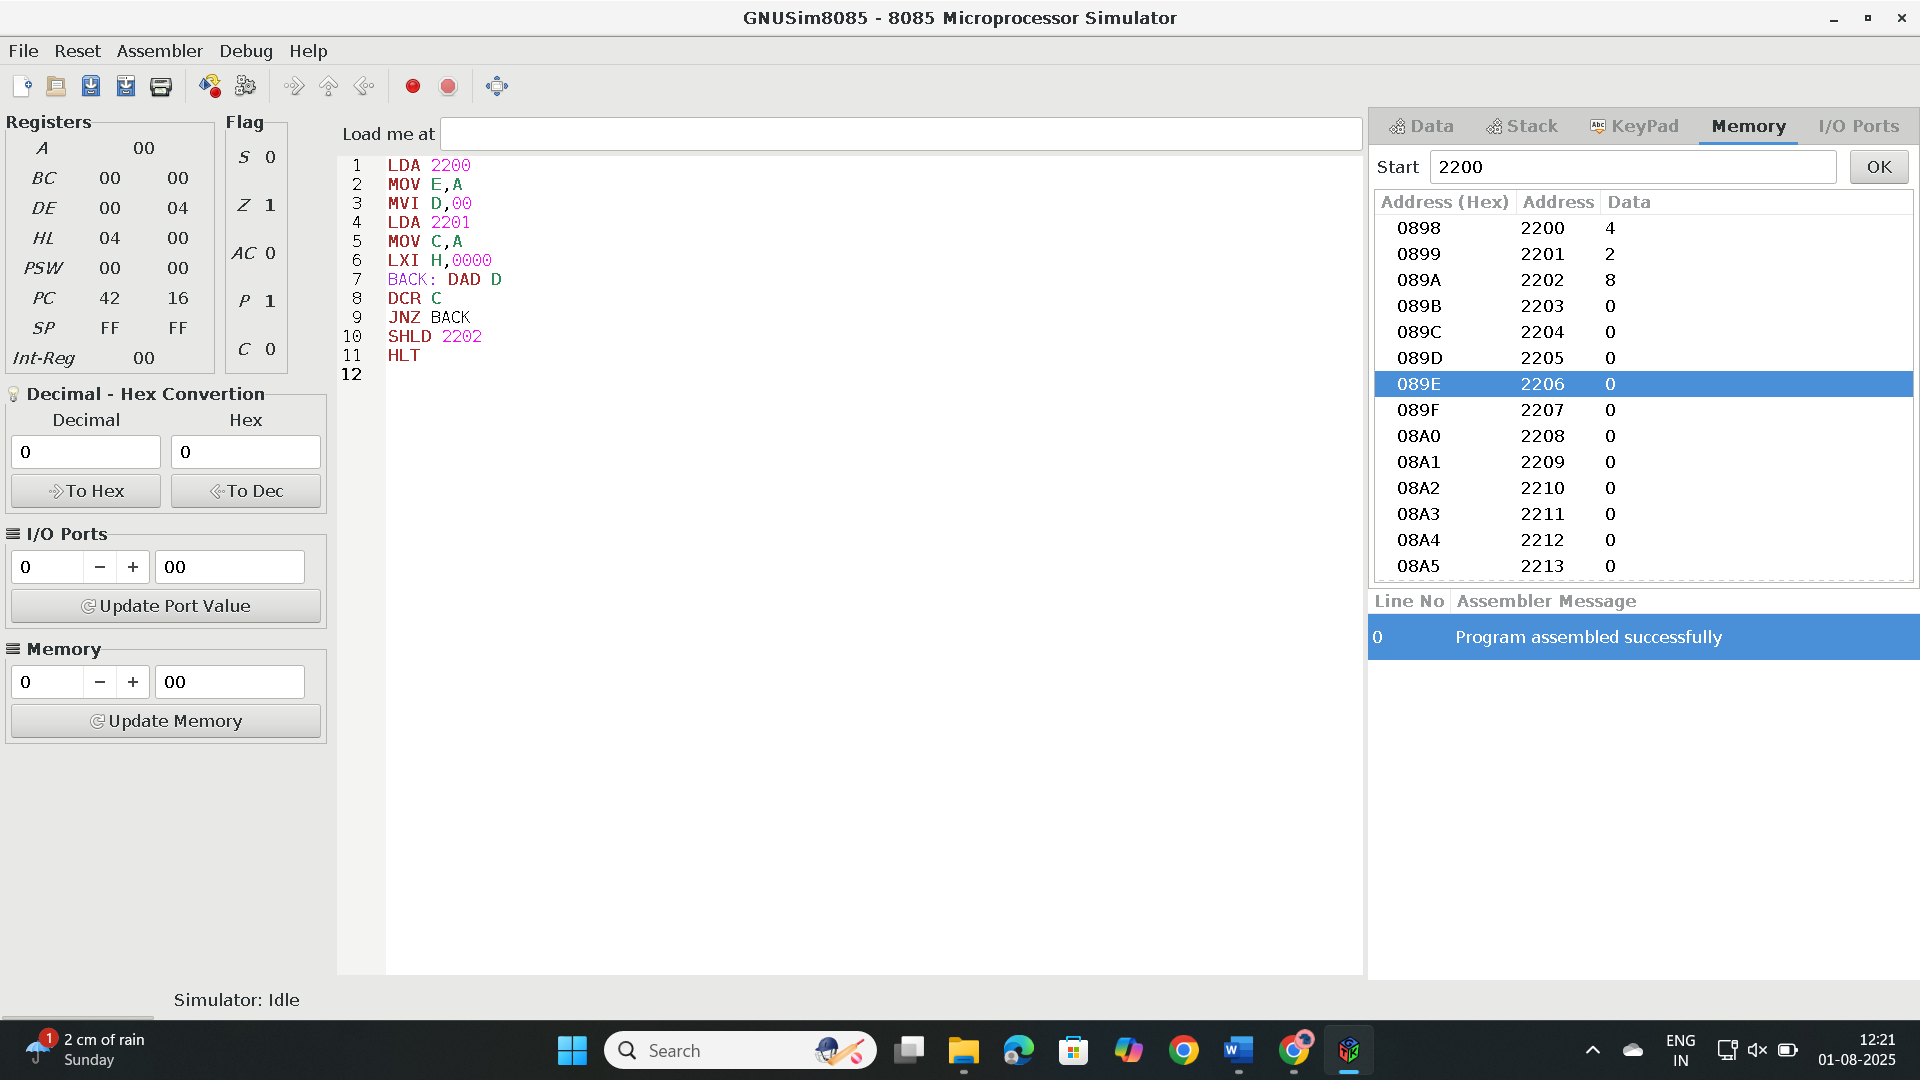 GNUSim8085 - 8085 Microprocessor Simulator
File Reset Assembler Debug Help
Registers
A 00
BC 00 00
DE 00 04
HL 04 00
PSW 00 00
PC 42 16
SP FF FF
Int-Reg 00
Flag
S 0
Z 1
AC 0
P 1
C 0
Decimal - Hex Convertion
Decimal Hex
0 0
To Hex To Dec
I/O Ports
0 − + 00
Update Port Value
Memory
0 − + 00
Update Memory
Simulator: Idle
Load me at
1 LDA 2200
2 MOV E,A
3 MVI D,00
4 LDA 2201
5 MOV C,A
6 LXI H,0000
7 BACK: DAD D
8 DCR C
9 JNZ BACK
10 SHLD 2202
11 HLT
12
Data Stack Abc KeyPad Memory I/O Ports
Start 2200 OK
Address (Hex) Address Data
0898 2200 4
0899 2201 2
089A 2202 8
089B 2203 0
089C 2204 0
089D 2205 0
089E 2206 0
089F 2207 0
08A0 2208 0
08A1 2209 0
08A2 2210 0
08A3 2211 0
08A4 2212 0
08A5 2213 0
Line No Assembler Message
0 Program assembled successfully
1 2 cm of rain
Sunday
Search
W
ENG
IN
12:21
01-08-2025